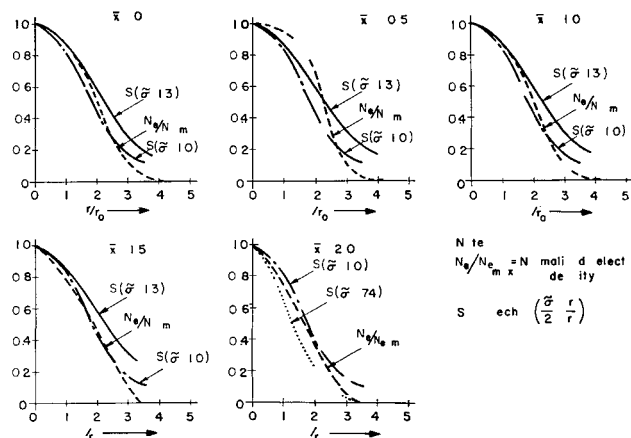 x̄ 0
1 0
0 8
0 6
0 4
0 2
0
S(σ̃ 1 3)
Ne/N m
S(σ̃ 1 0)
0 1 2 3 4
r/r₀
x̄ 0 5
1 0
0 8
0 6
0 4
0 2
0
S(σ̃ 1 3)
Ne/N m
S(σ̃ 1 0)
0 1 2 3 4
/r₀
x̄ 1 0
1 0
0 8
0 6
0 4
0 2
0
S(σ̃ 1 3)
Ne/N m
S(σ̃ 1 0)
0 1 2 3 4
/r₀
x̄ 1 5
1 0
0 8
0 6
0 4
0 2
0
S(σ̃ 1 3)
Ne/N m
S(σ̃ 1 0)
0 1 2 3 4
/r
x̄ 2 0
1 0
0 8
0 6
0 4
0 2
0
S(σ̃ 1 0)
S(σ̃ 74)
Ne/Ne m
0 1 2 3 4
/r
N te
Ne/Ne m x = N mali d elect
de ity
S ech (σ̃/2 r/r)